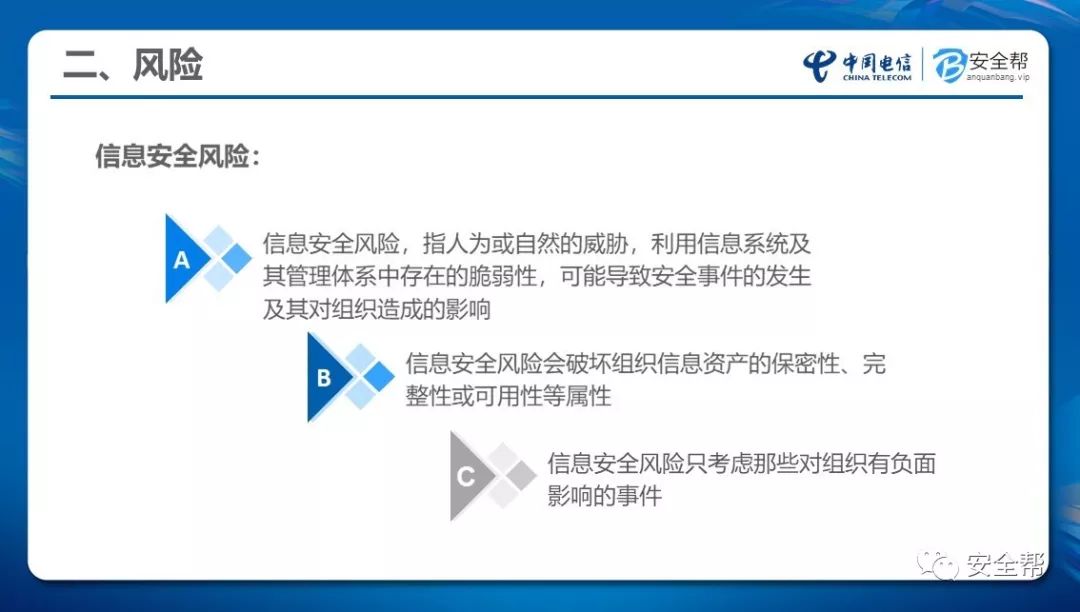 二、风险
中国电信
CHINA TELECOM
安全帮
anquanbang.vip
信息安全风险：
A
信息安全风险，指人为或自然的威胁，利用信息系统及
其管理体系中存在的脆弱性，可能导致安全事件的发生
及其对组织造成的影响
B
信息安全风险会破坏组织信息资产的保密性、完
整性或可用性等属性
C
信息安全风险只考虑那些对组织有负面
影响的事件
安全帮